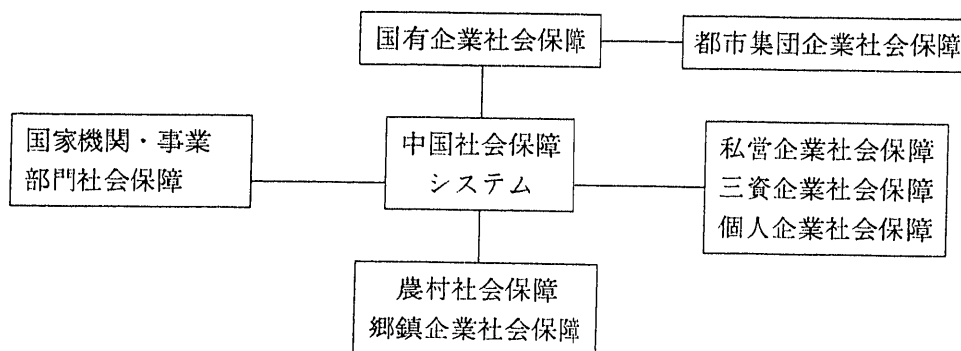 国有企業社会保障
都市集団企業社会保障
国家機関・事業
部門社会保障
中国社会保障
システム
私営企業社会保障
三資企業社会保障
個人企業社会保障
農村社会保障
郷鎮企業社会保障